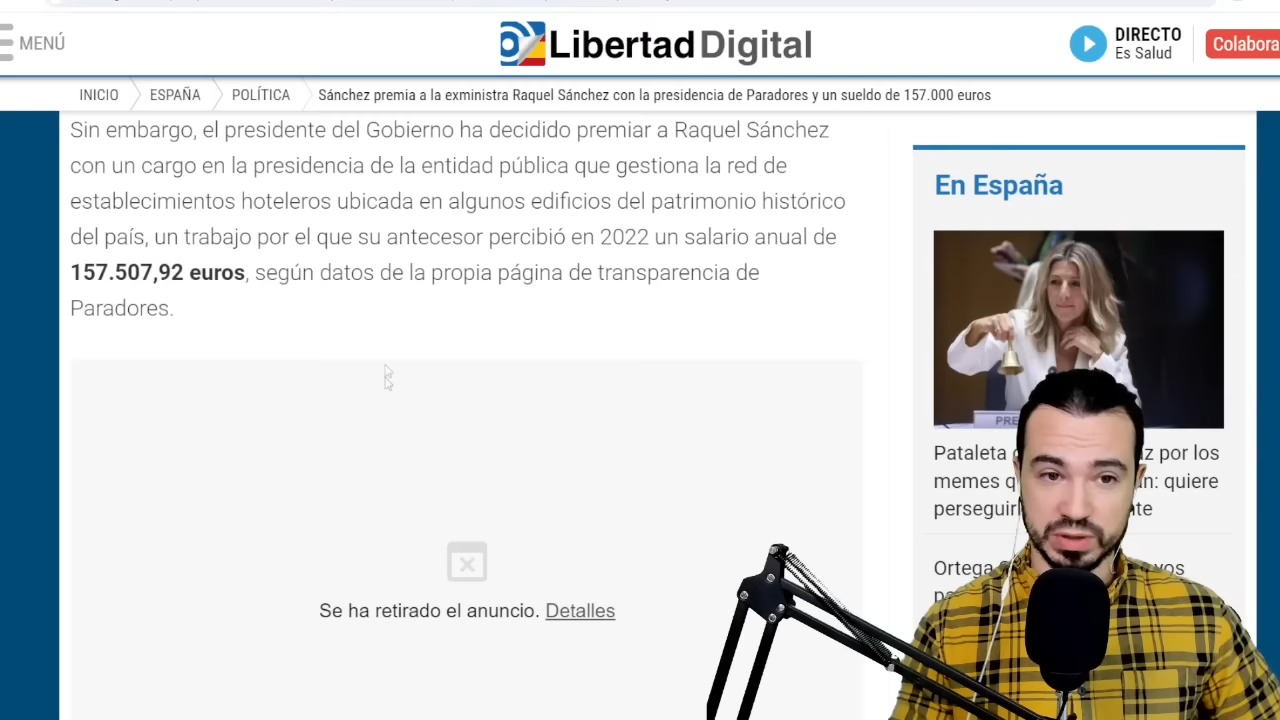 MENÚ
Libertad Digital
DIRECTO
Es Salud
Colabora
INICIO
ESPAÑA
POLÍTICA
Sánchez premia a la exministra Raquel Sánchez con la presidencia de Paradores y un sueldo de 157.000 euros
Sin embargo, el presidente del Gobierno ha decidido premiar a Raquel Sánchez
con un cargo en la presidencia de la entidad pública que gestiona la red de
establecimientos hoteleros ubicada en algunos edificios del patrimonio histórico
del país, un trabajo por el que su antecesor percibió en 2022 un salario anual de
157.507,92 euros, según datos de la propia página de transparencia de
Paradores.
Se ha retirado el anuncio. Detalles
En España
PRE
Pataleta z por los
memes q n: quiere
Ortega